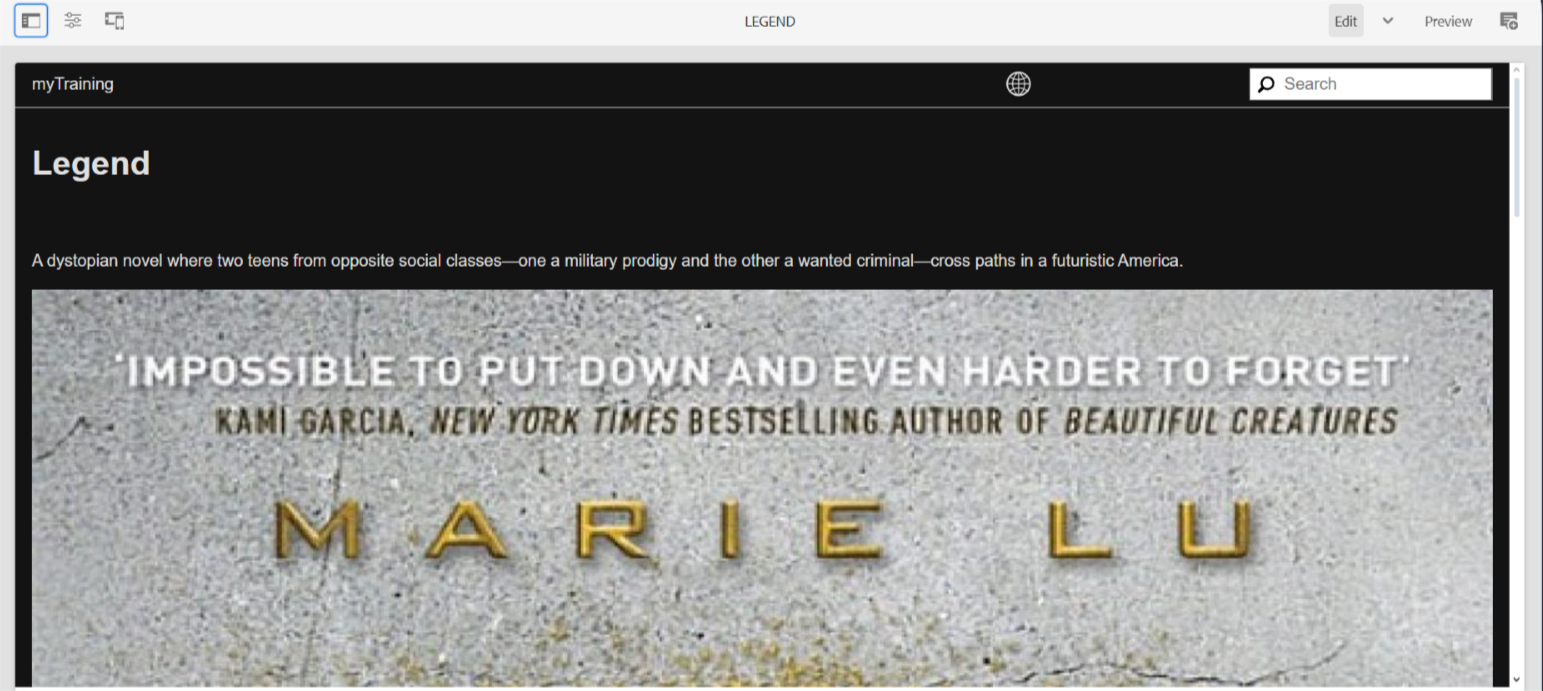 LEGEND
Edit
Preview
myTraining
Search
Legend
A dystopian novel where two teens from opposite social classes—one a military prodigy and the other a wanted criminal—cross paths in a futuristic America.
'IMPOSSIBLE TO PUT DOWN AND EVEN HARDER TO FORGET'
KAMI GARCIA, NEW YORK TIMES BESTSELLING AUTHOR OF BEAUTIFUL CREATURES
MARIE LU